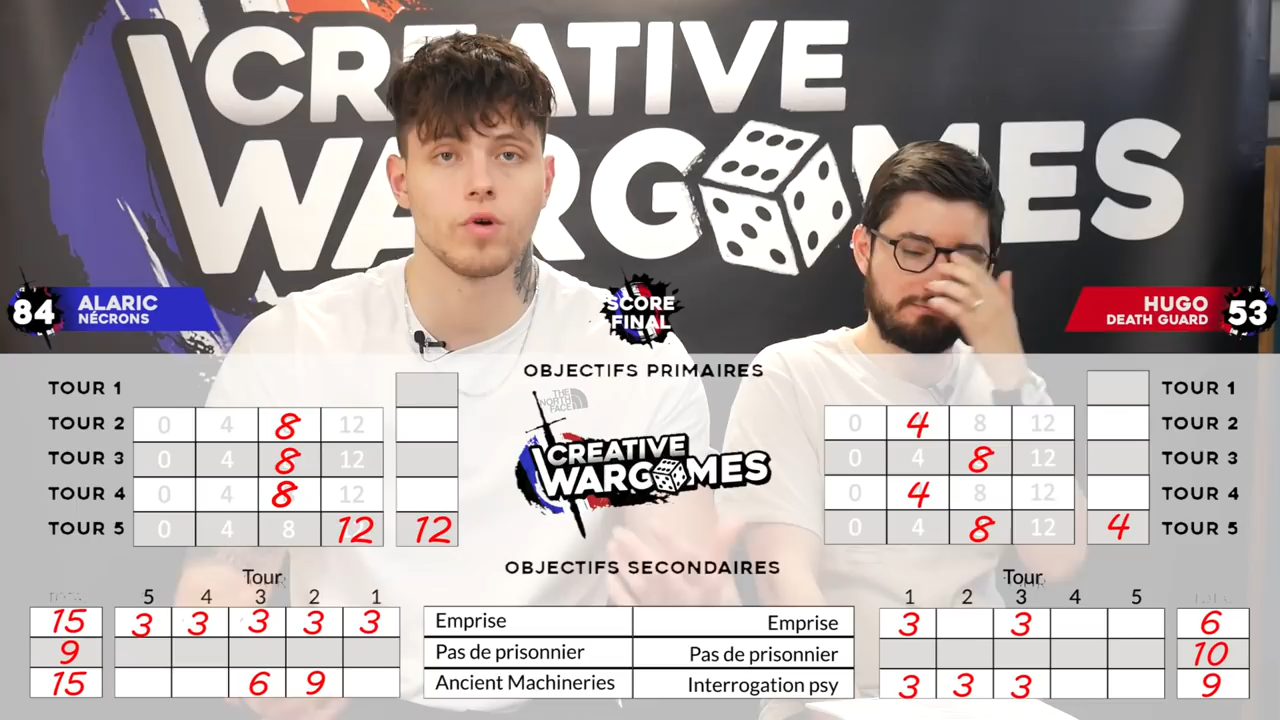 CREATIVE
WARGAMES
84
ALARIC
NÉCRONS
SCORE
FINAL
HUGO
DEATH GUARD
53
OBJECTIFS PRIMAIRES
TOUR 1
TOUR 2 0 4 8 12
TOUR 3 0 4 8 12
TOUR 4 0 4 8 12
TOUR 5 0 4 8 12 12
THE
NORTH
FACE
CREATIVE
WARGAMES
TOUR 1
0 4 8 12 TOUR 2
0 4 8 12 TOUR 3
0 4 8 12 TOUR 4
0 4 8 12 4 TOUR 5
OBJECTIFS SECONDAIRES
Tour
5 4 3 2 1
15 3 3 3 3 3
9
15 6 9
Emprise Emprise
Pas de prisonnier Pas de prisonnier
Ancient Machineries Interrogation psy
Tour
1 2 3 4 5
3 3 6
10
3 3 3 9